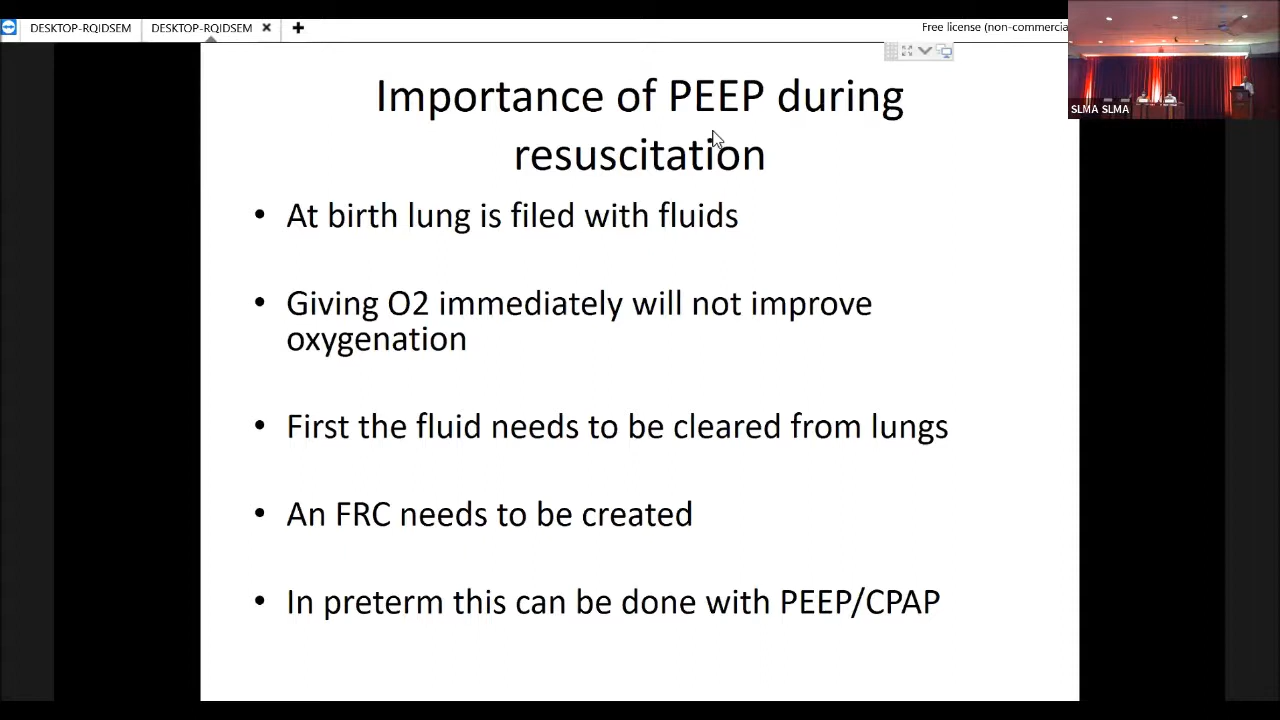 DESKTOP-RQIDSEM
DESKTOP-RQIDSEM
Free license (non-commercia
SLMA SLMA
Importance of PEEP during
resuscitation
• At birth lung is filed with fluids
• Giving O2 immediately will not improve
oxygenation
• First the fluid needs to be cleared from lungs
• An FRC needs to be created
• In preterm this can be done with PEEP/CPAP